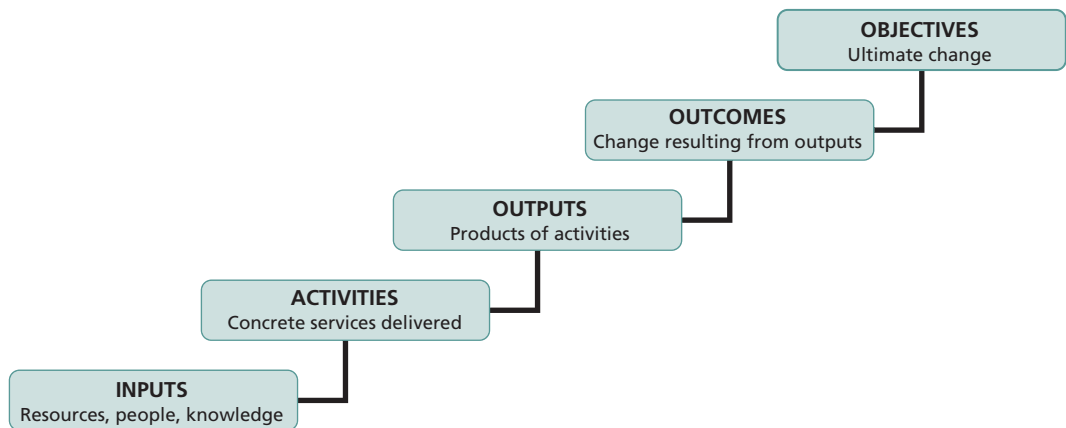 OBJECTIVES
Ultimate change
OUTCOMES
Change resulting from outputs
OUTPUTS
Products of activities
ACTIVITIES
Concrete services delivered
INPUTS
Resources, people, knowledge